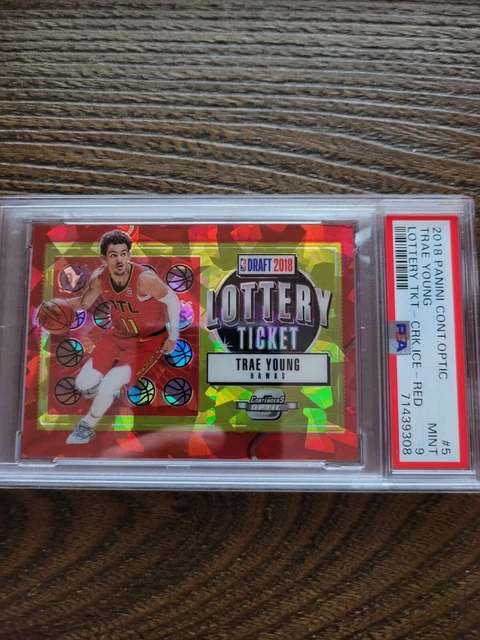 DRAFT 2018
LOTTERY
TICKET
TRAE YOUNG
HAWKS
CONTENDERS
OPTIC
ATL
11
2018 PANINI CONT.OPTIC #5
TRAE YOUNG MINT
LOTTERY TKT - CRK.ICE - RED 9
PSA 71439308